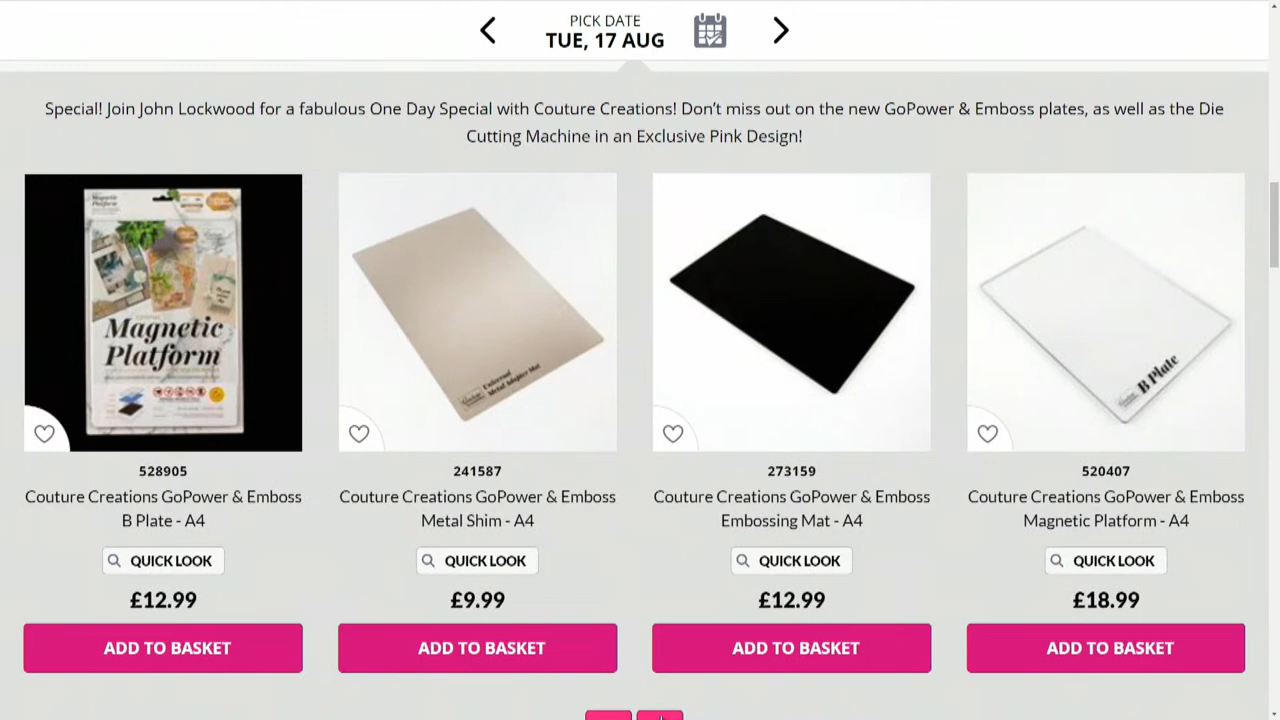 PICK DATE
TUE, 17 AUG
Special! Join John Lockwood for a fabulous One Day Special with Couture Creations! Don't miss out on the new GoPower & Emboss plates, as well as the Die
Cutting Machine in an Exclusive Pink Design!
Magnetic
Platform
Universal
Metal Adapter Mat
B Plate
528905
241587
273159
520407
Couture Creations GoPower & Emboss
B Plate - A4
Couture Creations GoPower & Emboss
Metal Shim - A4
Couture Creations GoPower & Emboss
Embossing Mat - A4
Couture Creations GoPower & Emboss
Magnetic Platform - A4
QUICK LOOK
QUICK LOOK
QUICK LOOK
QUICK LOOK
£12.99
£9.99
£12.99
£18.99
ADD TO BASKET
ADD TO BASKET
ADD TO BASKET
ADD TO BASKET